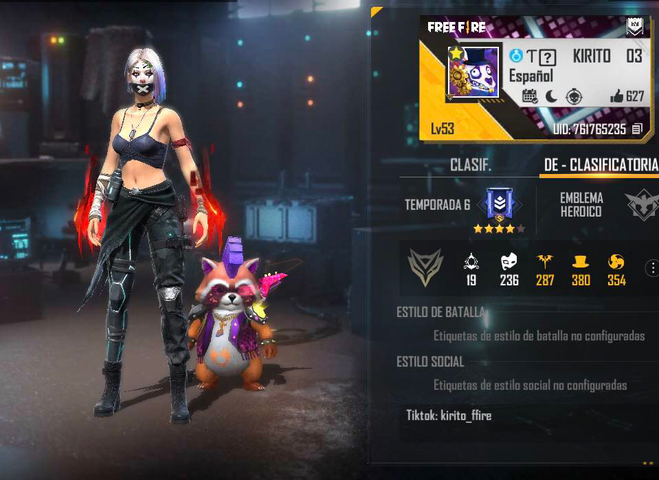 FREE FIRE
T ? KIRITO 03
Español
627
Lv53 UID: 761765235
CLASIF. DE - CLASIFICATORIA
TEMPORADA 6 EMBLEMA HEROICO
19 236 287 380 354
ESTILO DE BATALLA
Etiquetas de estilo de batalla no configuradas
ESTILO SOCIAL
Etiquetas de estilo social no configuradas
Tiktok: kirito_ffire